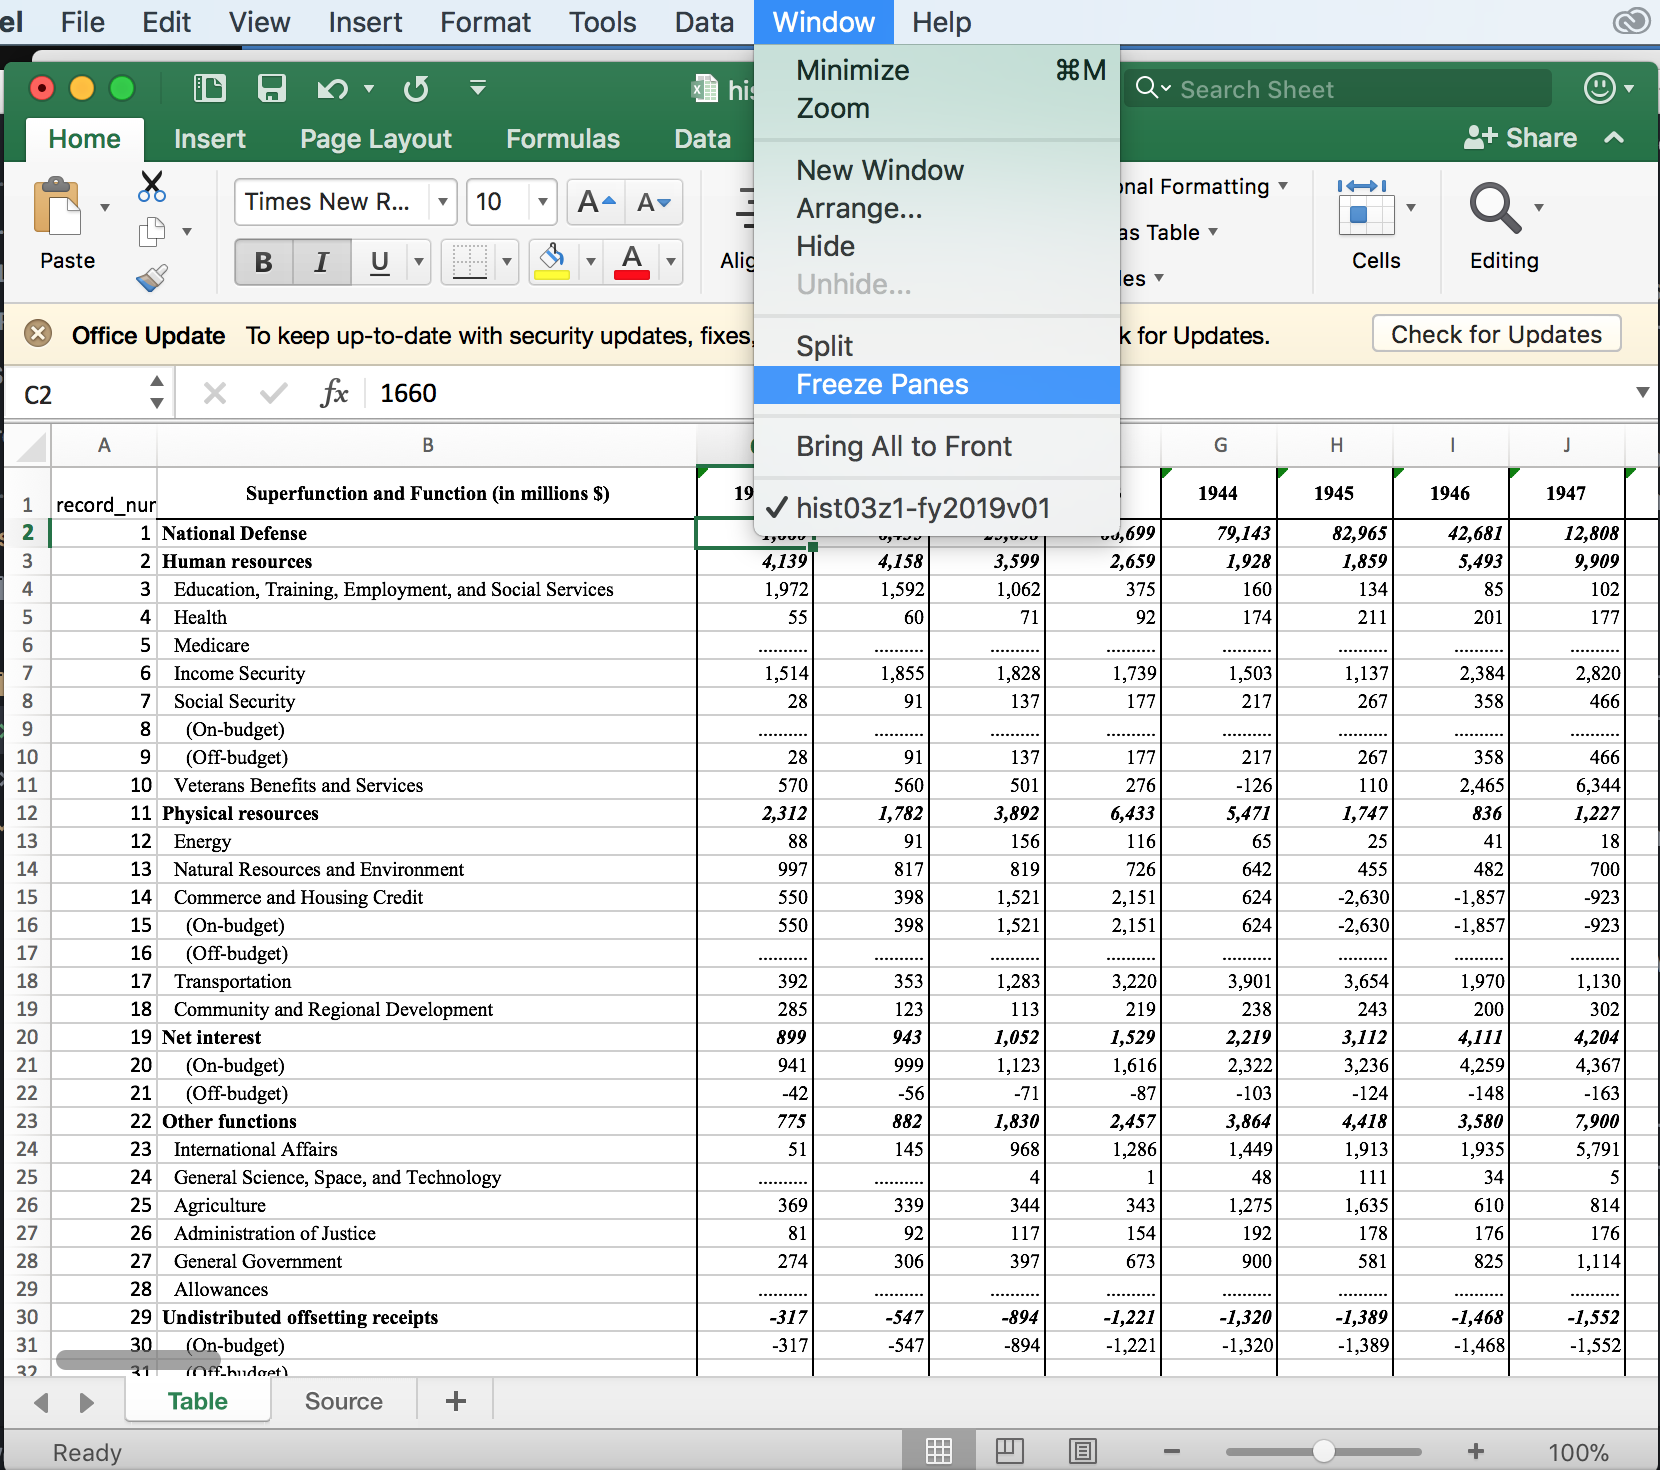 el File Edit View Insert Format Tools Data Window Help
Minimize ⌘M
Zoom
New Window
Arrange...
Hide
Unhide...
Split
Freeze Panes
Bring All to Front
✓ hist03z1-fy2019v01
his
Search Sheet
Home Insert Page Layout Formulas Data
Share
Paste
Times New R... 10
B I U
Alig
onal Formatting
as Table
les
Cells
Editing
Office Update To keep up-to-date with security updates, fixes, k for Updates. Check for Updates
C2 fx 1660
A B G H I J
1 record_nur Superfunction and Function (in millions $) 19 1944 1945 1946 1947
2 1 National Defense ,699 79,143 82,965 42,681 12,808
3 2 Human resources 4,139 4,158 3,599 2,659 1,928 1,859 5,493 9,909
4 3 Education, Training, Employment, and Social Services 1,972 1,592 1,062 375 160 134 85 102
5 4 Health 55 60 71 92 174 211 201 177
6 5 Medicare .......... .......... .......... .......... .......... .......... .......... ..........
7 6 Income Security 1,514 1,855 1,828 1,739 1,503 1,137 2,384 2,820
8 7 Social Security 28 91 137 177 217 267 358 466
9 8 (On-budget) .......... .......... .......... .......... .......... .......... .......... ..........
10 9 (Off-budget) 28 91 137 177 217 267 358 466
11 10 Veterans Benefits and Services 570 560 501 276 -126 110 2,465 6,344
12 11 Physical resources 2,312 1,782 3,892 6,433 5,471 1,747 836 1,227
13 12 Energy 88 91 156 116 65 25 41 18
14 13 Natural Resources and Environment 997 817 819 726 642 455 482 700
15 14 Commerce and Housing Credit 550 398 1,521 2,151 624 -2,630 -1,857 -923
16 15 (On-budget) 550 398 1,521 2,151 624 -2,630 -1,857 -923
17 16 (Off-budget) .......... .......... .......... .......... .......... .......... .......... ..........
18 17 Transportation 392 353 1,283 3,220 3,901 3,654 1,970 1,130
19 18 Community and Regional Development 285 123 113 219 238 243 200 302
20 19 Net interest 899 943 1,052 1,529 2,219 3,112 4,111 4,204
21 20 (On-budget) 941 999 1,123 1,616 2,322 3,236 4,259 4,367
22 21 (Off-budget) -42 -56 -71 -87 -103 -124 -148 -163
23 22 Other functions 775 882 1,830 2,457 3,864 4,418 3,580 7,900
24 23 International Affairs 51 145 968 1,286 1,449 1,913 1,935 5,791
25 24 General Science, Space, and Technology .......... .......... 4 1 48 111 34 5
26 25 Agriculture 369 339 344 343 1,275 1,635 610 814
27 26 Administration of Justice 81 92 117 154 192 178 176 176
28 27 General Government 274 306 397 673 900 581 825 1,114
29 28 Allowances .......... .......... .......... .......... .......... .......... .......... ..........
30 29 Undistributed offsetting receipts -317 -547 -894 -1,221 -1,320 -1,389 -1,468 -1,552
31 30 (On-budget) -317 -547 -894 -1,221 -1,320 -1,389 -1,468 -1,552
32 31 (Off-budget)
Table Source +
Ready 100%